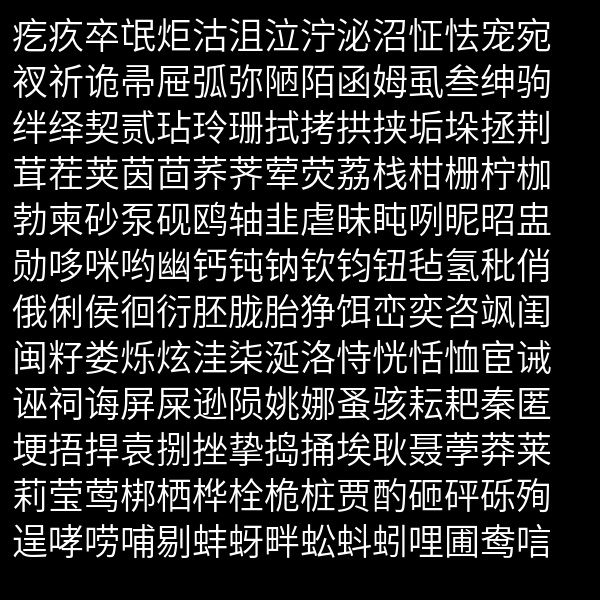 疙疚卒氓炬沽沮泣泞泌沼怔怯宠宛
衩祈诡帚屉弧弥陋陌函姆虱叁绅驹
绊绎契贰玷玲珊拭拷拱挟垢垛拯荆
茸茬荚茵茴荞荠荤荧荔栈柑栅柠枷
勃柬砂泵砚鸥轴韭虐昧盹咧昵昭盅
勋哆咪哟幽钙钝钠钦钧钮毡氢秕俏
俄俐侯徊衍胚胧胎狰饵峦奕咨飒闺
闽籽娄烁炫洼柒涎洛恃恍恬恤宦诫
诬祠诲屏屎逊陨姚娜蚤骇耘耙秦匿
埂捂捍袁捌挫挚捣捅埃耿聂荸莽莱
莉莹莺梆栖桦栓桅桩贾酌砸砰砾殉
逞哮唠哺剔蚌蚜畔蚣蚪蚓哩圃鸯唁